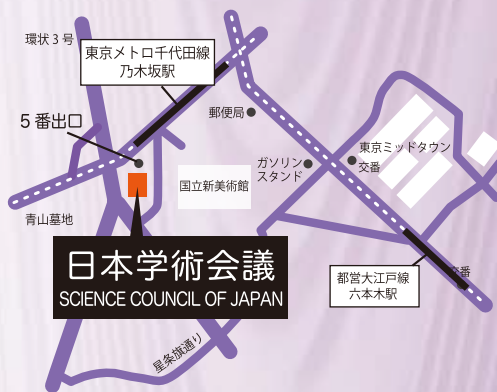 環状3号
東京メトロ千代田線
乃木坂駅
5番出口
郵便局
ガソリン
スタンド
東京ミッドタウン
交番
国立新美術館
青山墓地
日本学術会議
SCIENCE COUNCIL OF JAPAN
都営大江戸線
六本木駅
交番
星条旗通り